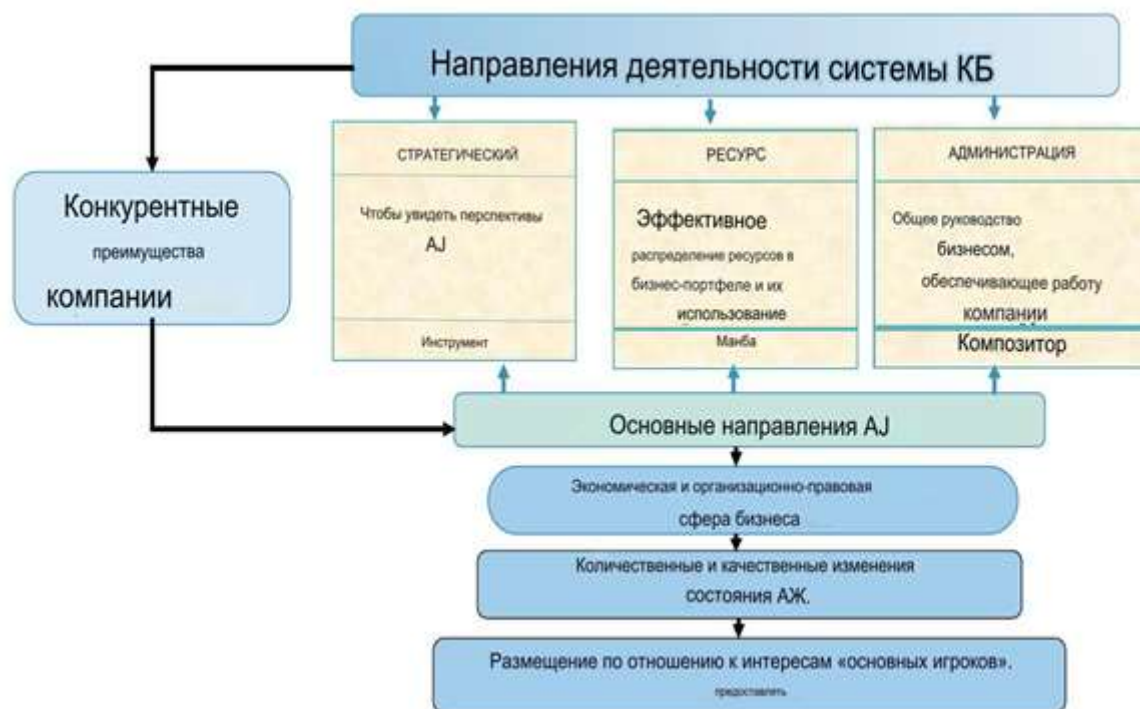 Направления деятельности системы КБ
СТРАТЕГИЧЕСКИЙ
Чтобы увидеть перспективы
AJ
Инструмент
РЕСУРС
Эффективное
распределение ресурсов в
бизнес-портфеле и их
использование
Манба
АДМИНИСТРАЦИЯ
Общее руководство
бизнесом,
обеспечивающее работу
компании
Композитор
Конкурентные
преимущества
компании
Основные направления AJ
Экономическая и организационно-правовая
сфера бизнеса
Количественные и качественные изменения
состояния АЖ.
Размещение по отношению к интересам «основных игроков».
предоставлять